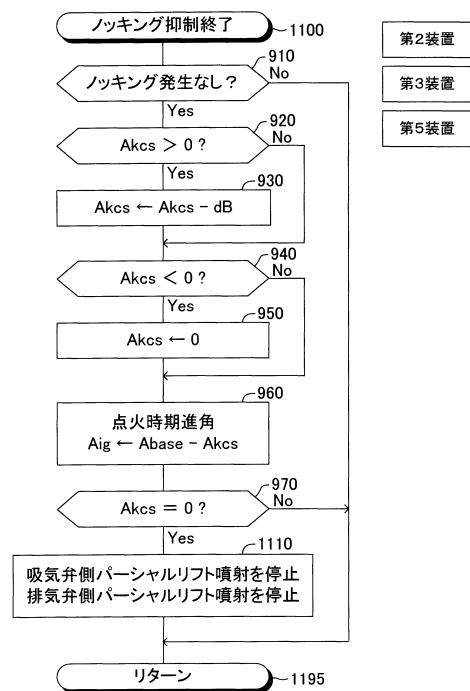 ノッキング抑制終了
1100
第2装置
910
ノッキング発生なし?
No
第3装置
Yes
920
第5装置
Akcs > 0 ?
No
Yes
930
Akcs ← Akcs − dB
940
Akcs < 0 ?
No
Yes
950
Akcs ← 0
960
点火時期進角
Aig ← Abase − Akcs
970
Akcs = 0 ?
No
Yes
1110
吸気弁側パーシャルリフト噴射を停止
排気弁側パーシャルリフト噴射を停止
リターン
1195